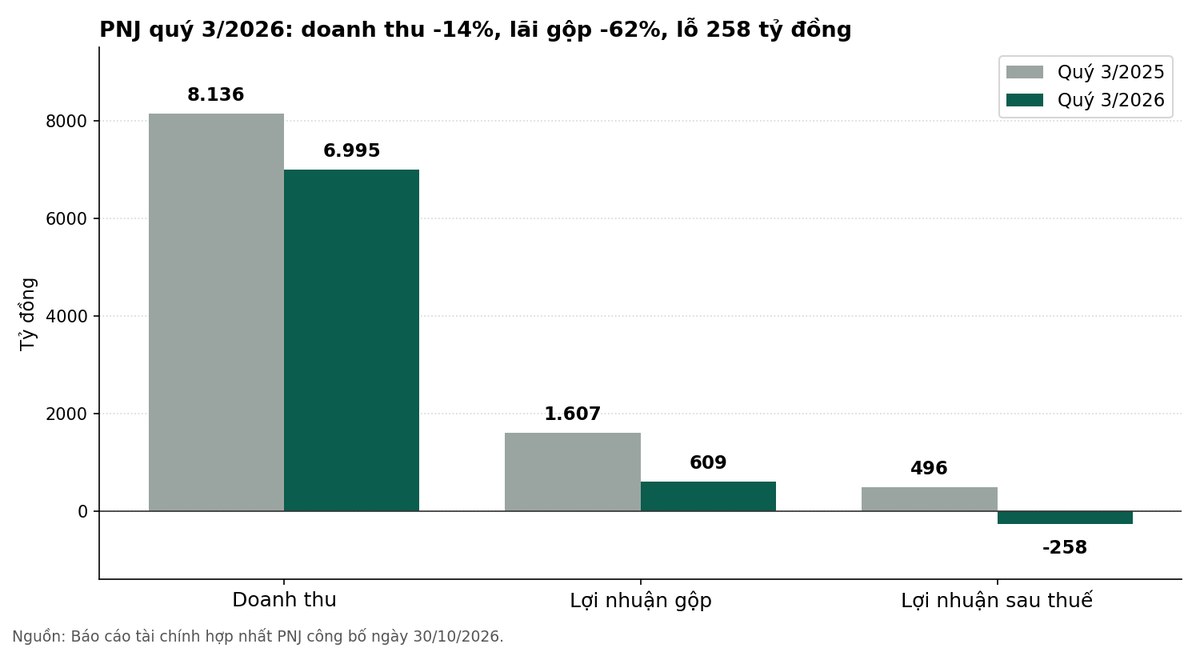 PNJ quý 3/2026: doanh thu -14%, lãi gộp -62%, lỗ 258 tỷ đồng
Quý 3/2025
Quý 3/2026
Tỷ đồng
8000
6000
4000
2000
0
8.136
6.995
1.607
609
496
-258
Doanh thu
Lợi nhuận gộp
Lợi nhuận sau thuế
Nguồn: Báo cáo tài chính hợp nhất PNJ công bố ngày 30/10/2026.